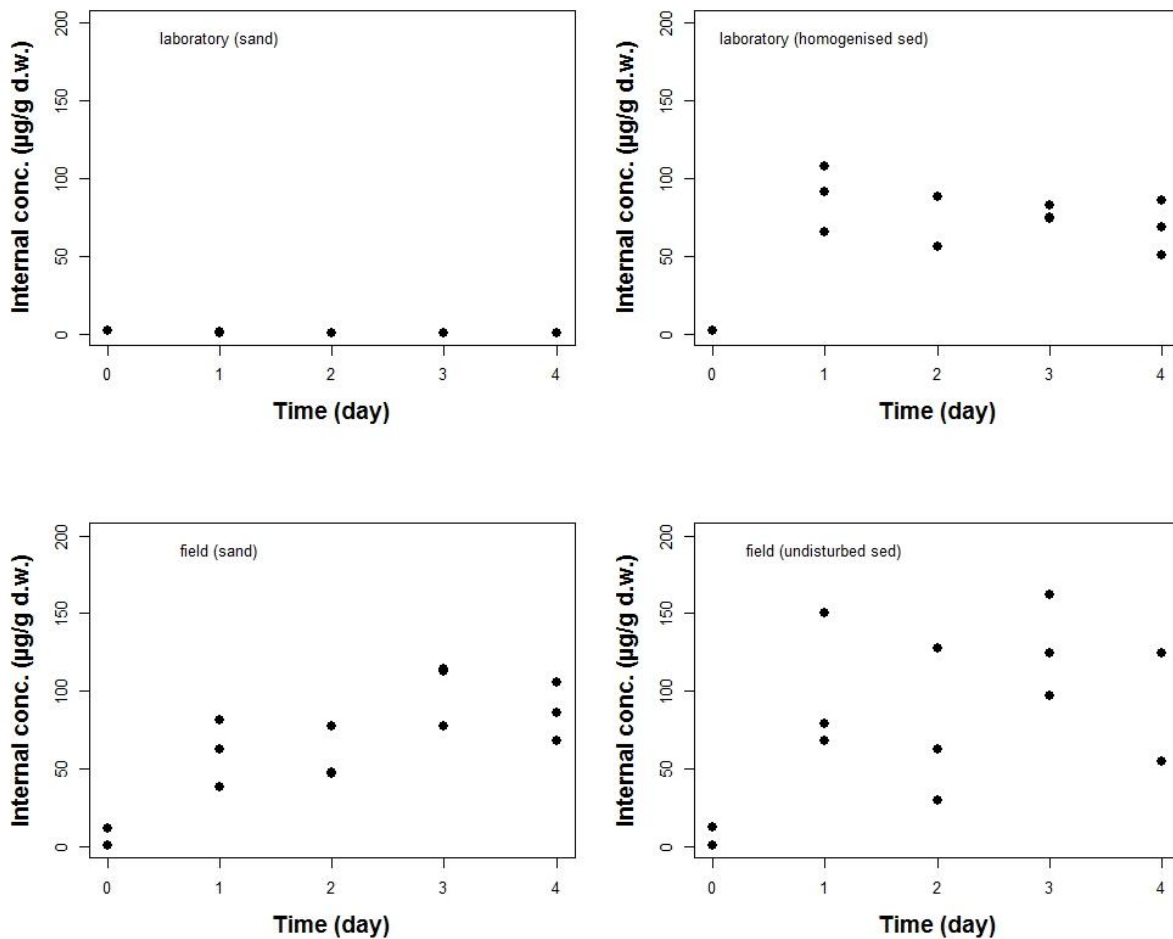 laboratory (sand)
Internal conc. (µg/g d.w.)
200
150
100
50
0
0 1 2 3 4
Time (day)
laboratory (homogenised sed)
Internal conc. (µg/g d.w.)
200
150
100
50
0
0 1 2 3 4
Time (day)
field (sand)
Internal conc. (µg/g d.w.)
200
150
100
50
0
0 1 2 3 4
Time (day)
field (undisturbed sed)
Internal conc. (µg/g d.w.)
200
150
100
50
0
0 1 2 3 4
Time (day)